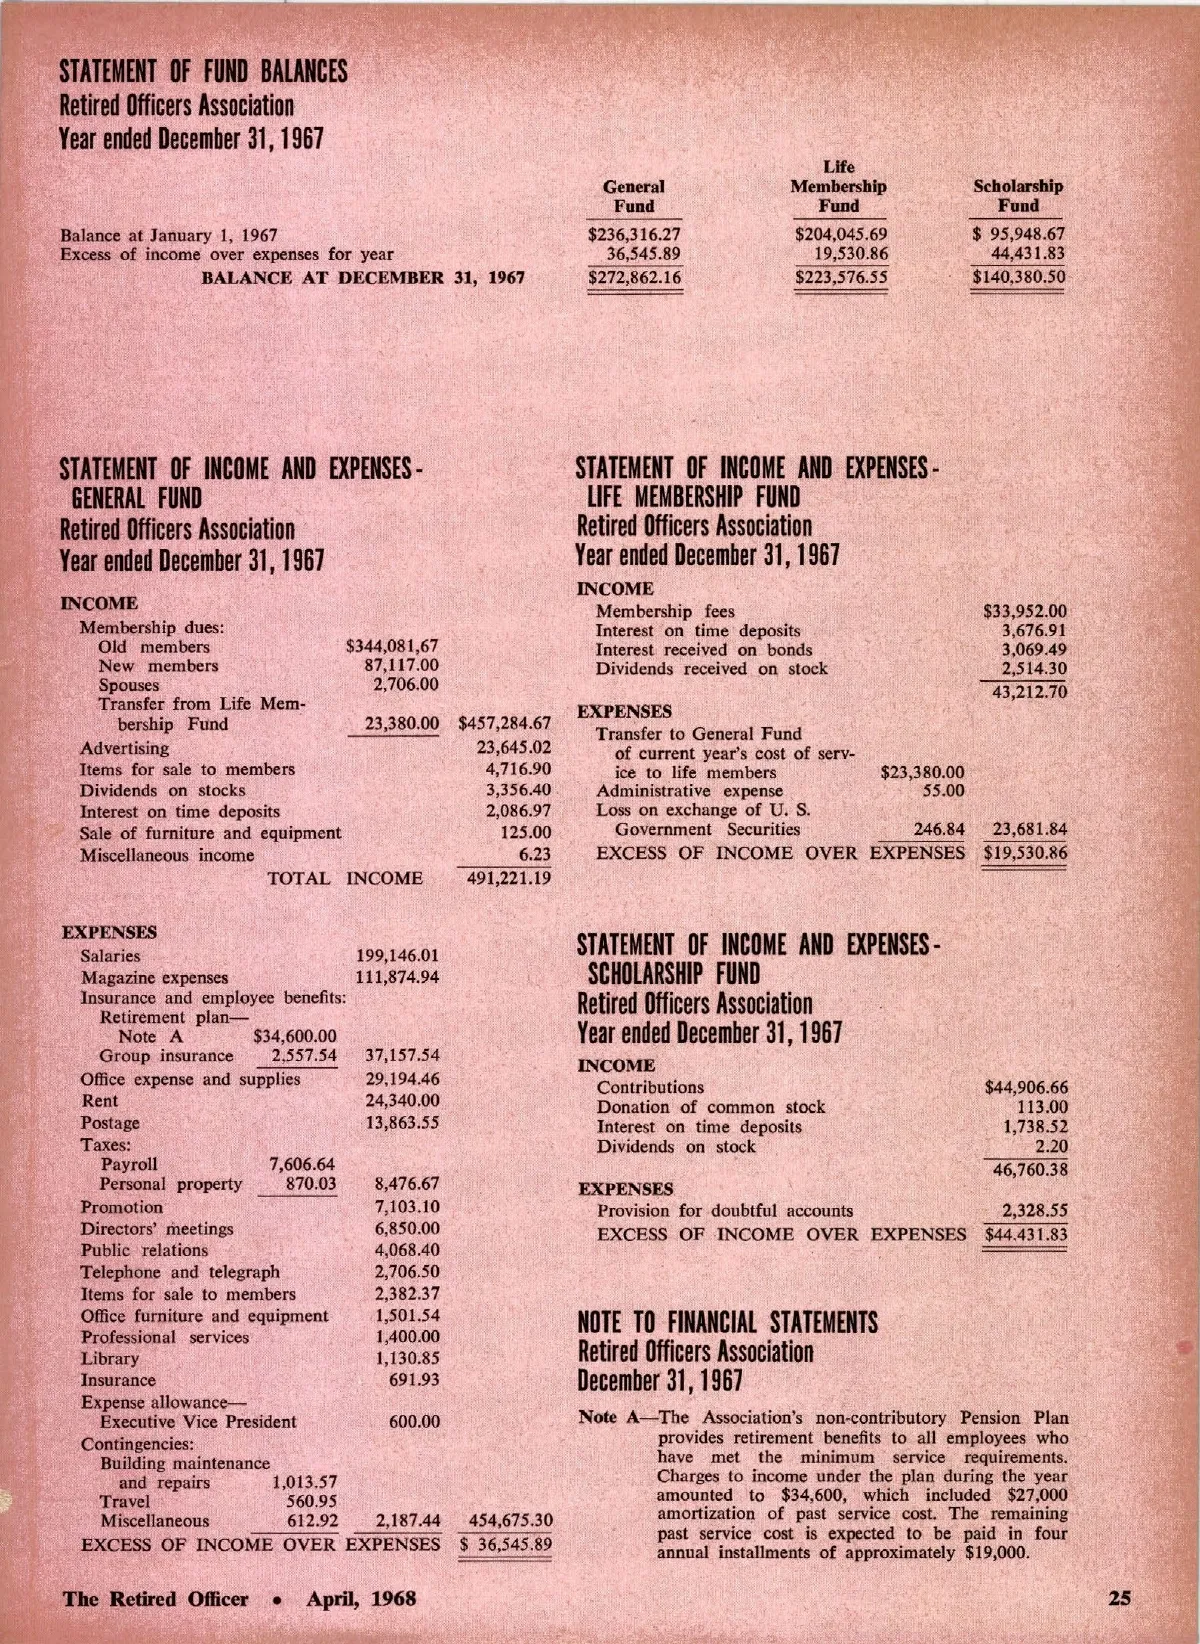 STATEMENT OF FUND BALANCES
Retired Officers Association
Year ended December 31, 1967
General Fund Life Membership Fund Scholarship Fund
Balance at January 1, 1967 $236,316.27 $204,045.69 $ 95,948.67
Excess of income over expenses for year 36,545.89 19,530.86 44,431.83
BALANCE AT DECEMBER 31, 1967 $272,862.16 $223,576.55 $140,380.50
STATEMENT OF INCOME AND EXPENSES-
GENERAL FUND
Retired Officers Association
Year ended December 31, 1967
INCOME
Membership dues:
Old members $344,081,67
New members 87,117.00
Spouses 2,706.00
Transfer from Life Mem-
bership Fund 23,380.00 $457,284.67
Advertising 23,645.02
Items for sale to members 4,716.90
Dividends on stocks 3,356.40
Interest on time deposits 2,086.97
Sale of furniture and equipment 125.00
Miscellaneous income 6.23
TOTAL INCOME 491,221.19
EXPENSES
Salaries 199,146.01
Magazine expenses 111,874.94
Insurance and employee benefits:
Retirement plan—
Note A $34,600.00
Group insurance 2,557.54 37,157.54
Office expense and supplies 29,194.46
Rent 24,340.00
Postage 13,863.55
Taxes:
Payroll 7,606.64
Personal property 870.03 8,476.67
Promotion 7,103.10
Directors' meetings 6,850.00
Public relations 4,068.40
Telephone and telegraph 2,706.50
Items for sale to members 2,382.37
Office furniture and equipment 1,501.54
Professional services 1,400.00
Library 1,130.85
Insurance 691.93
Expense allowance—
Executive Vice President 600.00
Contingencies:
Building maintenance
and repairs 1,013.57
Travel 560.95
Miscellaneous 612.92 2,187.44 454,675.30
EXCESS OF INCOME OVER EXPENSES $ 36,545.89
STATEMENT OF INCOME AND EXPENSES-
LIFE MEMBERSHIP FUND
Retired Officers Association
Year ended December 31, 1967
INCOME
Membership fees $33,952.00
Interest on time deposits 3,676.91
Interest received on bonds 3,069.49
Dividends received on stock 2,514.30
43,212.70
EXPENSES
Transfer to General Fund
of current year's cost of serv-
ice to life members $23,380.00
Administrative expense 55.00
Loss on exchange of U. S.
Government Securities 246.84 23,681.84
EXCESS OF INCOME OVER EXPENSES $19,530.86
STATEMENT OF INCOME AND EXPENSES-
SCHOLARSHIP FUND
Retired Officers Association
Year ended December 31, 1967
INCOME
Contributions $44,906.66
Donation of common stock 113.00
Interest on time deposits 1,738.52
Dividends on stock 2.20
46,760.38
EXPENSES
Provision for doubtful accounts 2,328.55
EXCESS OF INCOME OVER EXPENSES $44.431.83
NOTE TO FINANCIAL STATEMENTS
Retired Officers Association
December 31, 1967
Note A—The Association's non-contributory Pension Plan
provides retirement benefits to all employees who
have met the minimum service requirements.
Charges to income under the plan during the year
amounted to $34,600, which included $27,000
amortization of past service cost. The remaining
past service cost is expected to be paid in four
annual installments of approximately $19,000.
The Retired Officer • April, 1968
25